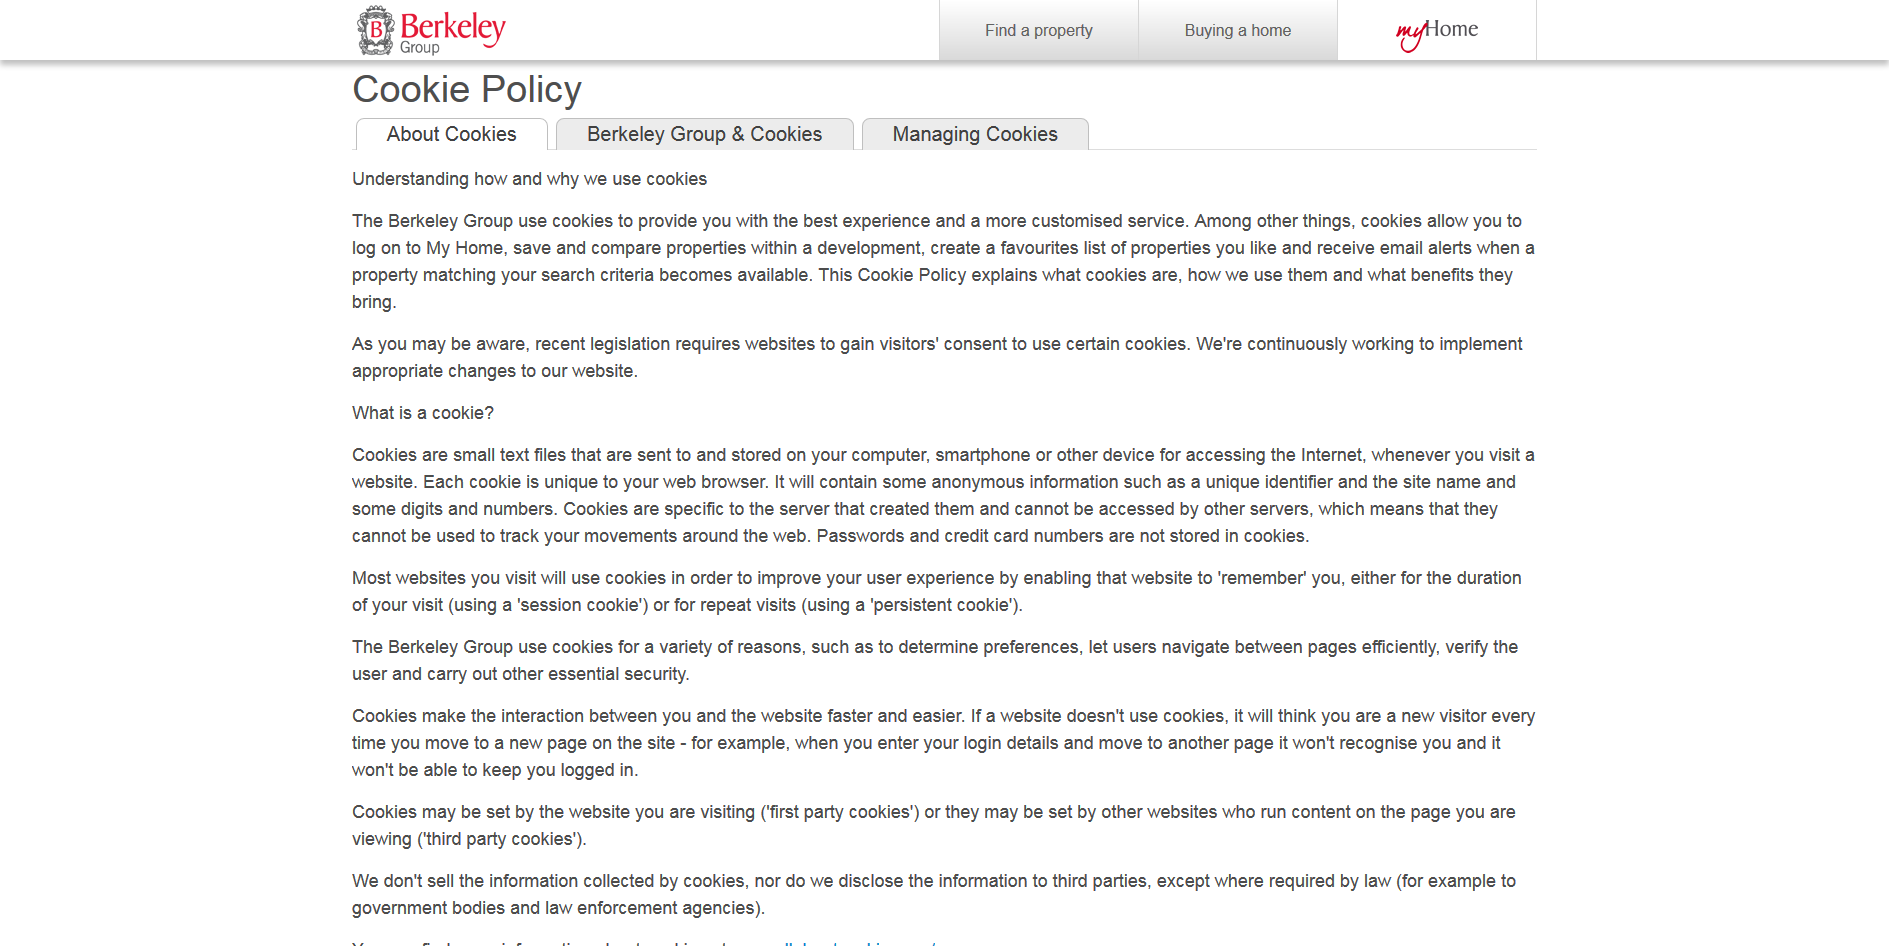 B Berkeley
Group
Find a property
Buying a home
myHome
Cookie Policy
About Cookies
Berkeley Group & Cookies
Managing Cookies
Understanding how and why we use cookies
The Berkeley Group use cookies to provide you with the best experience and a more customised service. Among other things, cookies allow you to
log on to My Home, save and compare properties within a development, create a favourites list of properties you like and receive email alerts when a
property matching your search criteria becomes available. This Cookie Policy explains what cookies are, how we use them and what benefits they
bring.
As you may be aware, recent legislation requires websites to gain visitors' consent to use certain cookies. We're continuously working to implement
appropriate changes to our website.
What is a cookie?
Cookies are small text files that are sent to and stored on your computer, smartphone or other device for accessing the Internet, whenever you visit a
website. Each cookie is unique to your web browser. It will contain some anonymous information such as a unique identifier and the site name and
some digits and numbers. Cookies are specific to the server that created them and cannot be accessed by other servers, which means that they
cannot be used to track your movements around the web. Passwords and credit card numbers are not stored in cookies.
Most websites you visit will use cookies in order to improve your user experience by enabling that website to 'remember' you, either for the duration
of your visit (using a 'session cookie') or for repeat visits (using a 'persistent cookie').
The Berkeley Group use cookies for a variety of reasons, such as to determine preferences, let users navigate between pages efficiently, verify the
user and carry out other essential security.
Cookies make the interaction between you and the website faster and easier. If a website doesn't use cookies, it will think you are a new visitor every
time you move to a new page on the site - for example, when you enter your login details and move to another page it won't recognise you and it
won't be able to keep you logged in.
Cookies may be set by the website you are visiting ('first party cookies') or they may be set by other websites who run content on the page you are
viewing ('third party cookies').
We don't sell the information collected by cookies, nor do we disclose the information to third parties, except where required by law (for example to
government bodies and law enforcement agencies).